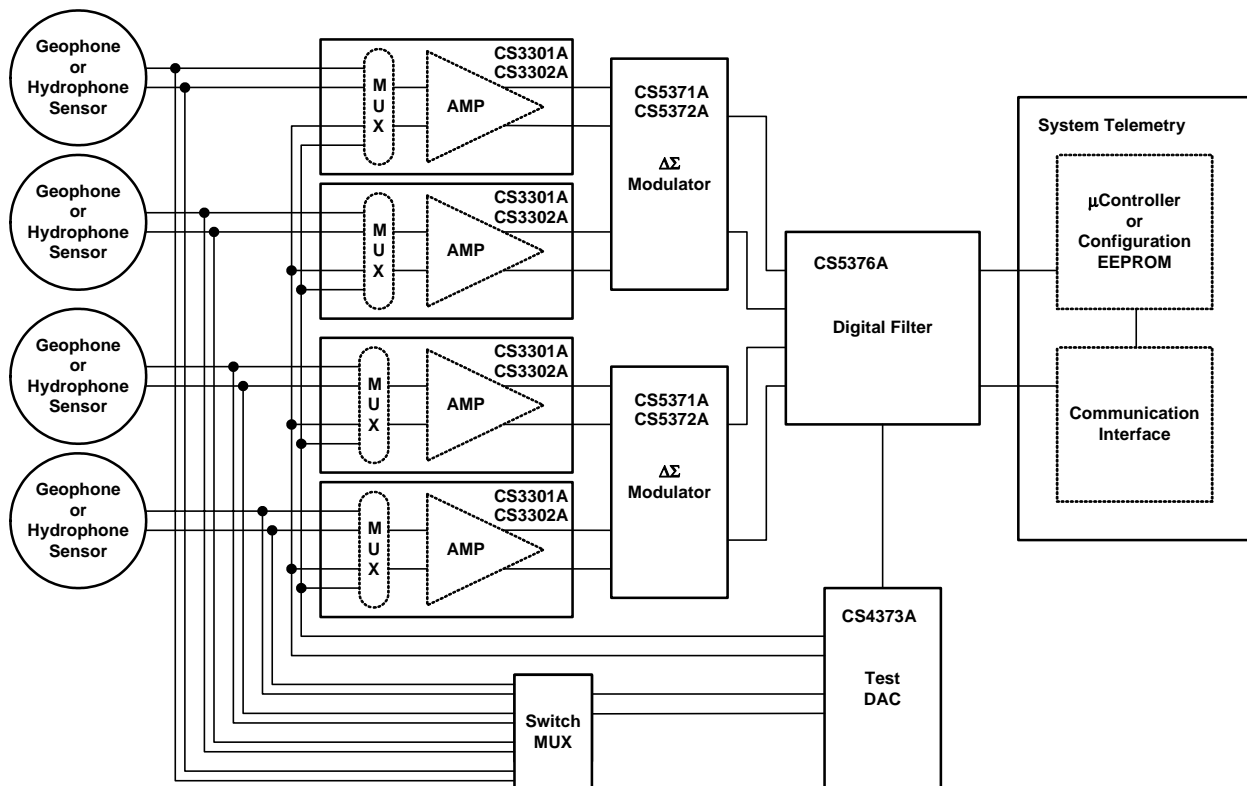 Geophone
or
Hydrophone
Sensor
CS3301A
CS3302A
M
U
X
AMP
Geophone
or
Hydrophone
Sensor
CS3301A
CS3302A
M
U
X
AMP
CS5371A
CS5372A
ΔΣ
Modulator
Geophone
or
Hydrophone
Sensor
CS3301A
CS3302A
M
U
X
AMP
Geophone
or
Hydrophone
Sensor
CS3301A
CS3302A
M
U
X
AMP
CS5371A
CS5372A
ΔΣ
Modulator
CS5376A
Digital Filter
System Telemetry
μController
or
Configuration
EEPROM
Communication
Interface
Switch
MUX
CS4373A
Test
DAC